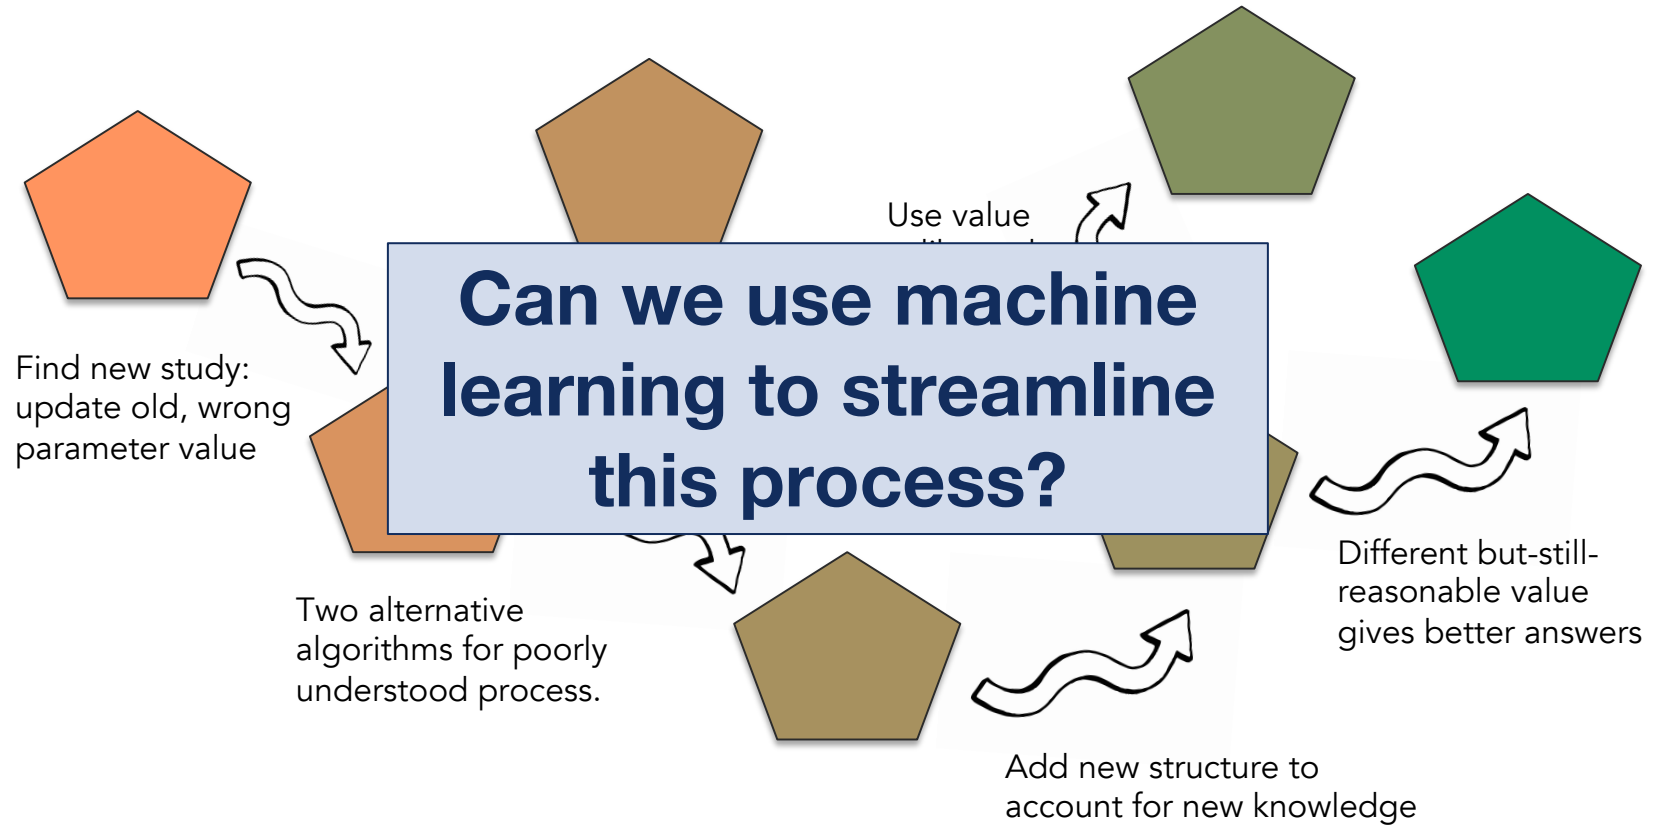 Use value
Can we use machine
learning to streamline
this process?
Find new study:
update old, wrong
parameter value
Two alternative
algorithms for poorly
understood process.
Different but-still-
reasonable value
gives better answers
Add new structure to
account for new knowledge